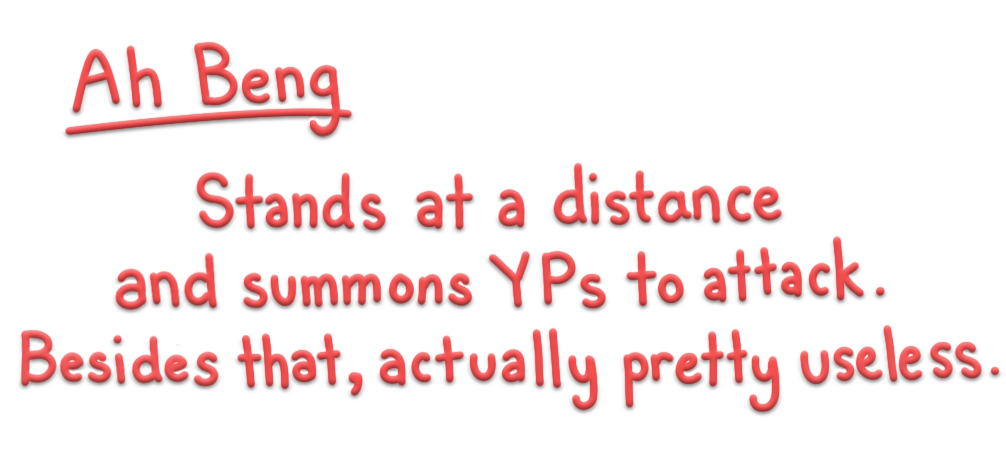 Ah Beng
Stands at a distance
and summons YPs to attack.
Besides that, actually pretty useless.